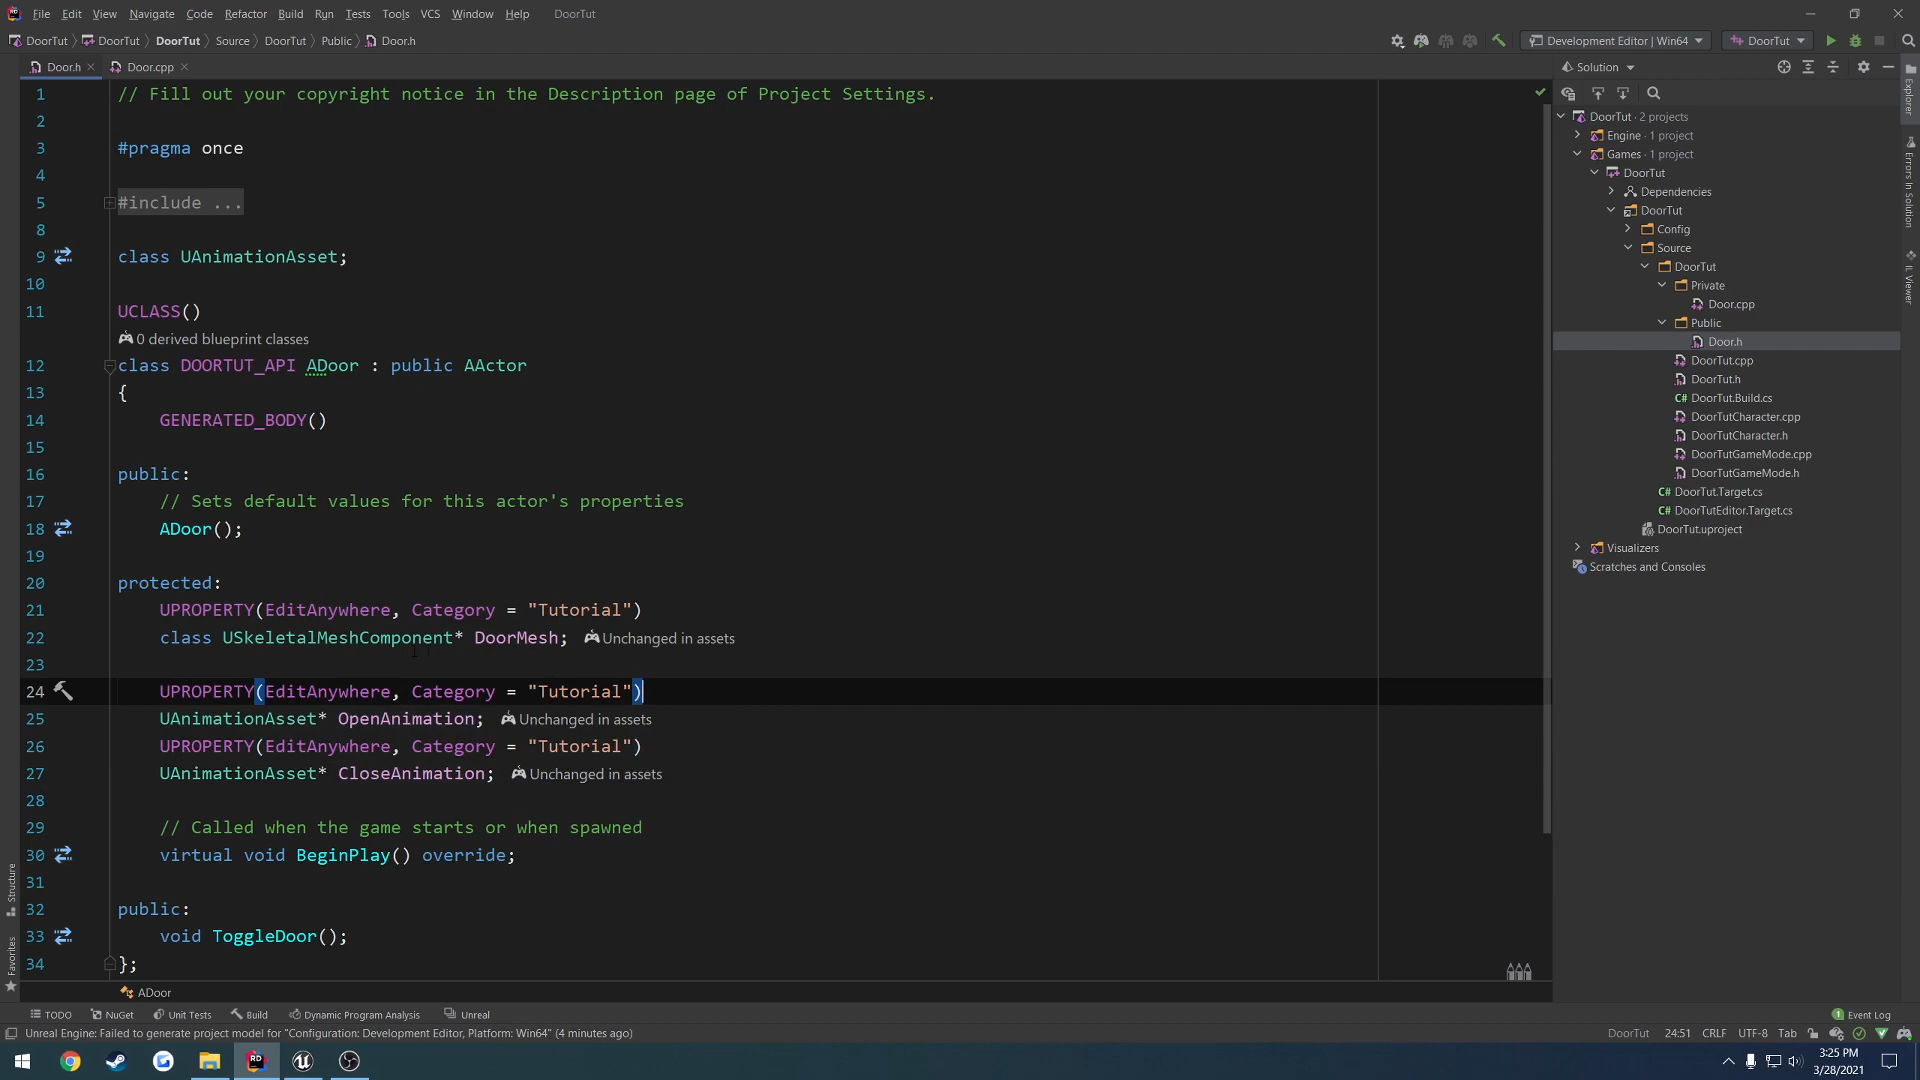 File Edit View Navigate Code Refactor Build Run Tests Tools VCS Window Help DoorTut
DoorTut DoorTut DoorTut Source DoorTut Public Door.h
Development Editor | Win64 DoorTut
Door.h Door.cpp
1 // Fill out your copyright notice in the Description page of Project Settings.
2
3 #pragma once
4
5 #include ...
8
9 class UAnimationAsset;
10
11 UCLASS()
0 derived blueprint classes
12 class DOORTUT_API ADoor : public AActor
13 {
14 GENERATED_BODY()
15
16 public:
17 // Sets default values for this actor's properties
18 ADoor();
19
20 protected:
21 UPROPERTY(EditAnywhere, Category = "Tutorial")
22 class USkeletalMeshComponent* DoorMesh; Unchanged in assets
23
24 UPROPERTY(EditAnywhere, Category = "Tutorial")
25 UAnimationAsset* OpenAnimation; Unchanged in assets
26 UPROPERTY(EditAnywhere, Category = "Tutorial")
27 UAnimationAsset* CloseAnimation; Unchanged in assets
28
29 // Called when the game starts or when spawned
30 virtual void BeginPlay() override;
31
32 public:
33 void ToggleDoor();
34 };
ADoor
Solution
DoorTut · 2 projects
Engine · 1 project
Games · 1 project
DoorTut
Dependencies
DoorTut
Config
Source
DoorTut
Private
Door.cpp
Public
Door.h
DoorTut.cpp
DoorTut.h
C# DoorTut.Build.cs
DoorTutCharacter.cpp
DoorTutCharacter.h
DoorTutGameMode.cpp
DoorTutGameMode.h
C# DoorTut.Target.cs
C# DoorTutEditor.Target.cs
DoorTut.uproject
Visualizers
Scratches and Consoles
Explorer
Errors In Solution
IL Viewer
Structure
Favorites
TODO NuGet Unit Tests Build Dynamic Program Analysis Unreal 1 Event Log
Unreal Engine: Failed to generate project model for "Configuration: Development Editor, Platform: Win64" (4 minutes ago) DoorTut 24:51 CRLF UTF-8 Tab
3:25 PM
3/28/2021